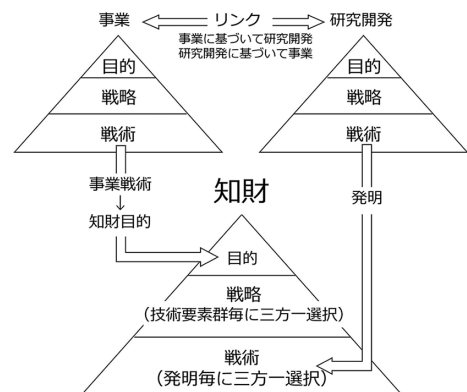 事業 リンク 研究開発
事業に基づいて研究開発
研究開発に基づいて事業
目的
戦略
戦術
目的
戦略
戦術
事業戦術
↓
知財目的
発明
知財
目的
戦略
(技術要素群毎に三方一選択)
戦術
(発明毎に三方一選択)